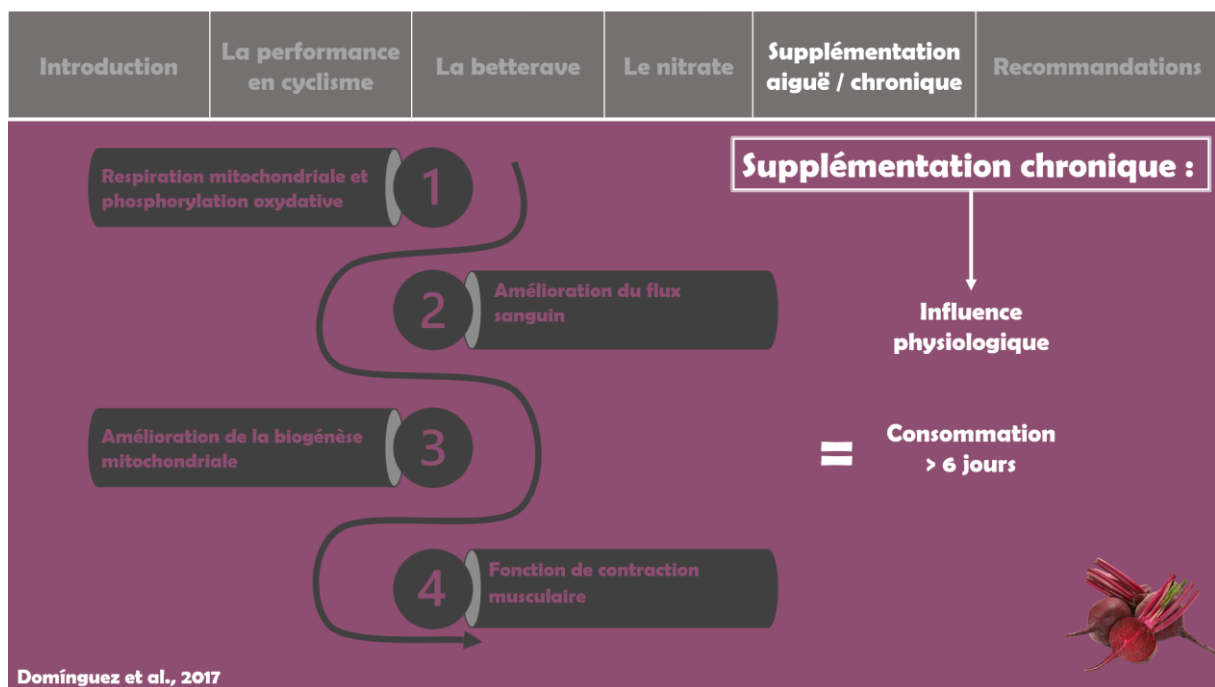 Introduction
La performance
en cyclisme
La betterave
Le nitrate
Supplémentation
aiguë / chronique
Recommandations
Supplémentation chronique :
Respiration mitochondriale et
phosphorylation oxydative
1
2
Amélioration du flux
sanguin
Influence
physiologique
Amélioration de la biogénèse
mitochondriale
3
=
Consommation
> 6 jours
4
Fonction de contraction
musculaire
Domínguez et al., 2017